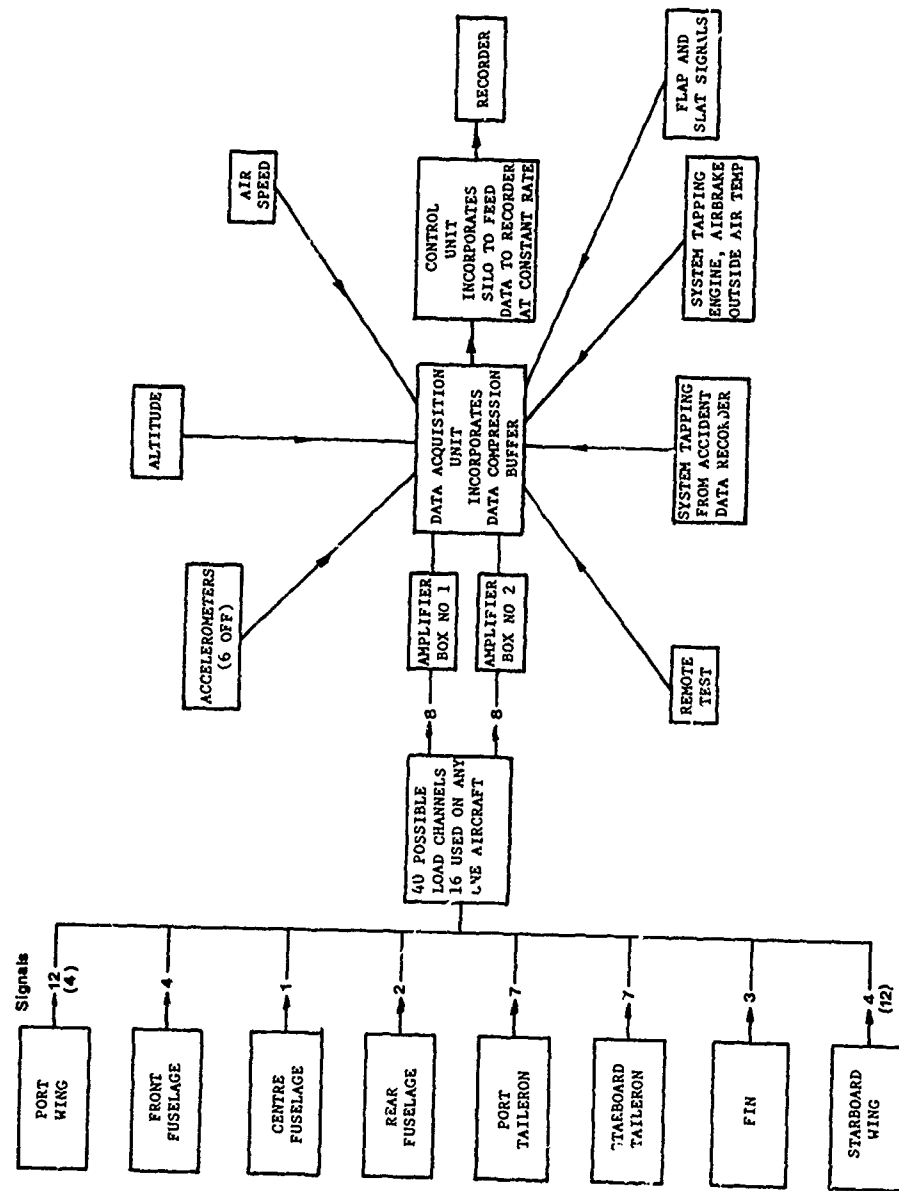 Signals
PORT
WING
12
(4)
FRONT
FUSELAGE
4
CENTRE
FUSELAGE
1
REAR
FUSELAGE
2
PORT
TAILERON
7
STARBOARD
TAILERON
7
FIN
3
STARBOARD
WING
4
(12)
40 POSSIBLE
LOAD CHANNELS
16 USED ON ANY
ONE AIRCRAFT
8
8
AMPLIFIER
BOX NO 1
AMPLIFIER
BOX NO 2
ACCELEROMETERS
(6 OFF)
ALTITUDE
AIR
SPEED
DATA ACQUISITION
UNIT
INCORPORATES
DATA COMPRESSION
BUFFER
CONTROL
UNIT
INCORPORATES
SILO TO FEED
DATA TO RECORDER
AT CONSTANT RATE
RECORDER
REMOTE
TEST
SYSTEM TAPPING
FROM ACCIDENT
DATA RECORDER
SYSTEM TAPPING
ENGINE, AIRBRAKE
OUTSIDE AIR TEMP
FLAP AND
SLAT SIGNALS